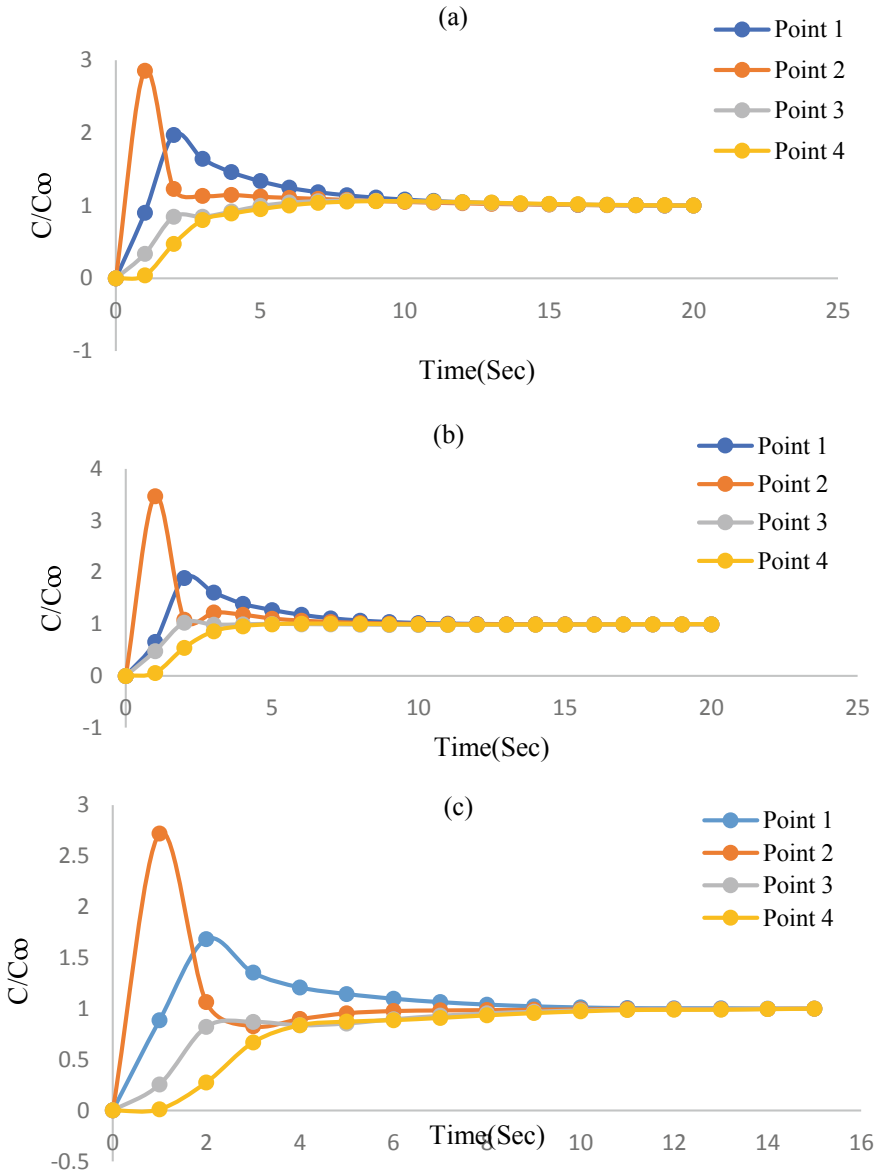 (a)
Point 1
Point 2
Point 3
Point 4
3
2
1
0
-1
0 5 10 15 20 25
C/C∞
Time(Sec)
(b)
Point 1
Point 2
Point 3
Point 4
4
3
2
1
0
-1
0 5 10 15 20 25
C/C∞
Time(Sec)
(c)
Point 1
Point 2
Point 3
Point 4
3
2.5
2
1.5
1
0.5
0
-0.5
0 2 4 6 8 10 12 14 16
C/C∞
Time(Sec)